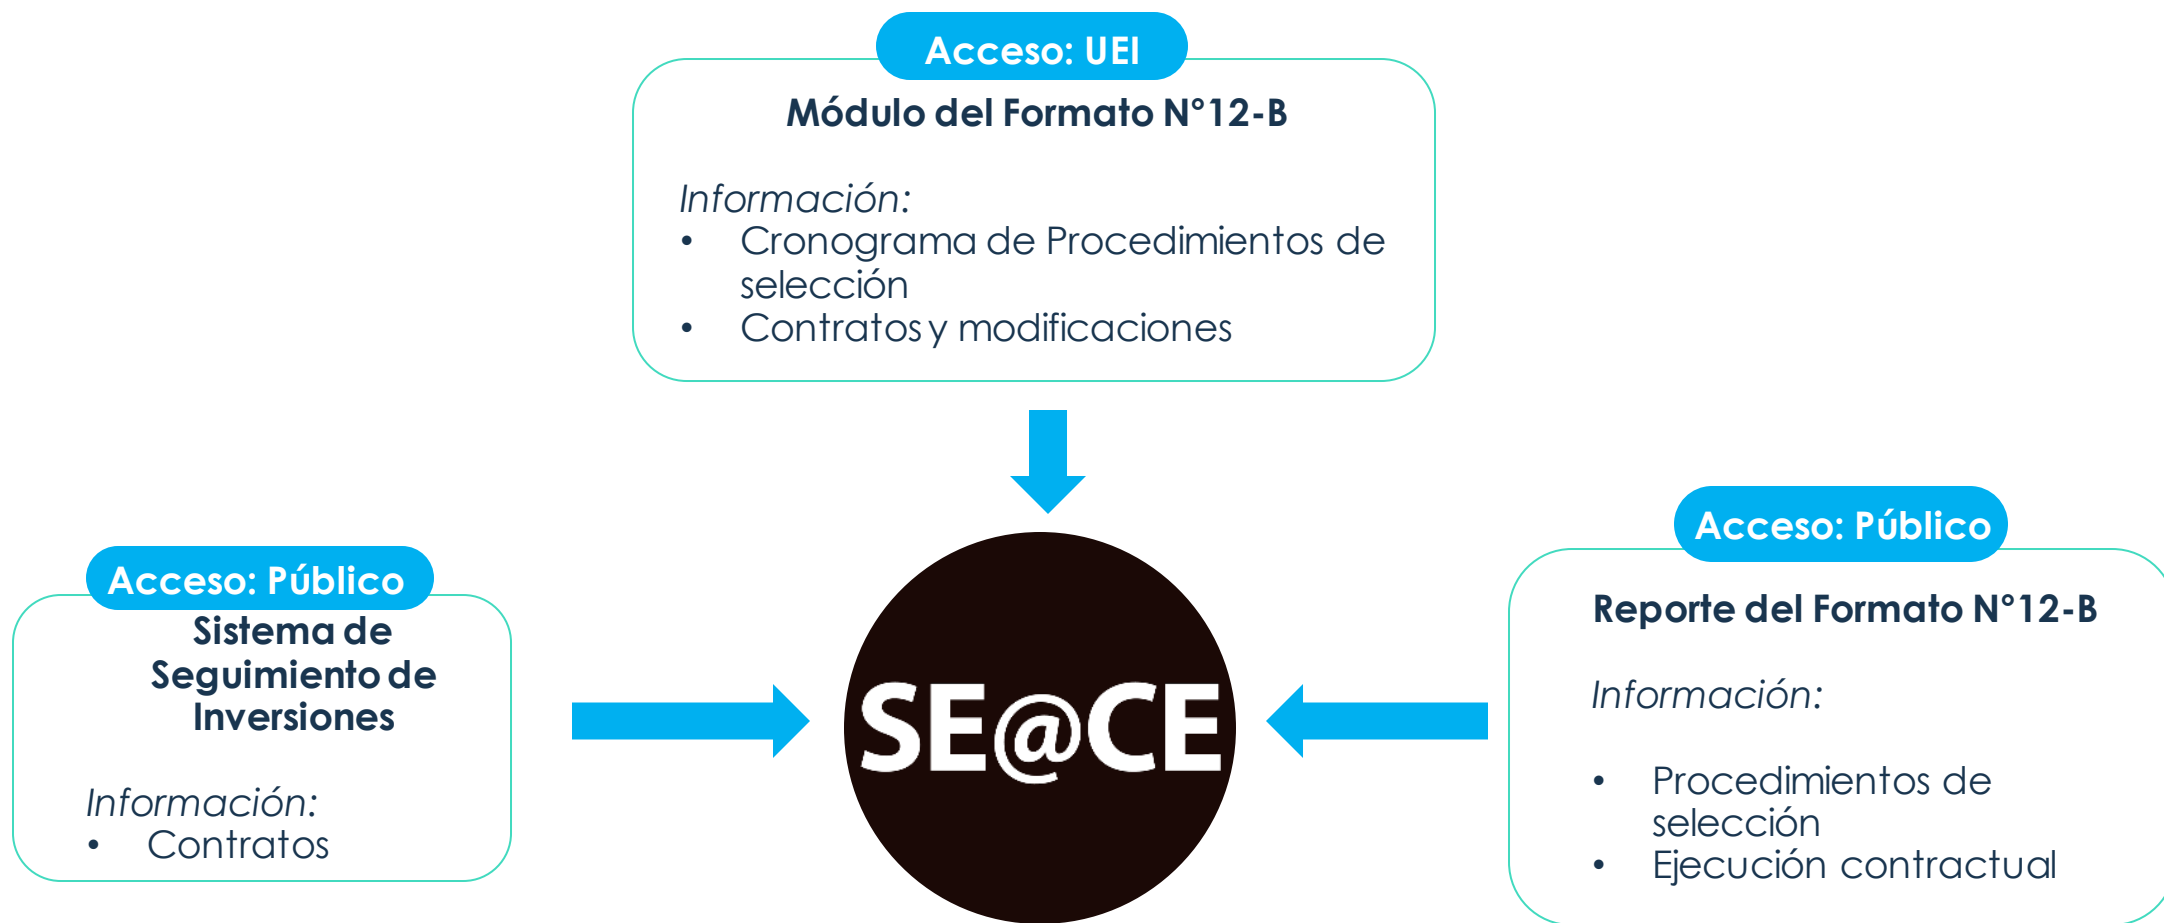 Acceso: UEI
Módulo del Formato N°12-B
Información:
• Cronograma de Procedimientos de
selección
• Contratos y modificaciones
Acceso: Público
Sistema de
Seguimiento de
Inversiones
Información:
• Contratos
SE@CE
Acceso: Público
Reporte del Formato N°12-B
Información:
• Procedimientos de
selección
• Ejecución contractual